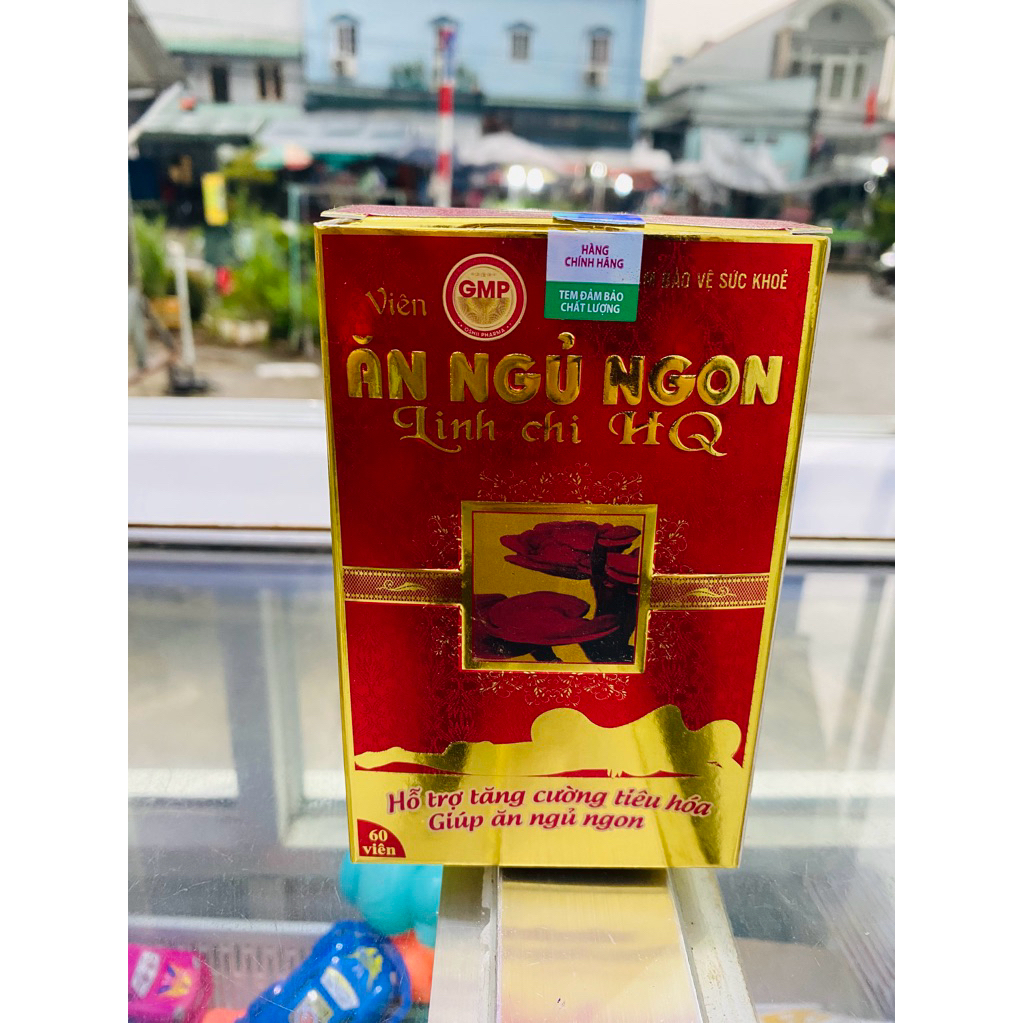 HÀNG
CHÍNH HÃNG
TEM ĐẢM BẢO
CHẤT LƯỢNG
BẢO VỆ SỨC KHOẺ
Viên
GMP
ĂN NGỦ NGON
Linh chi HQ
Hỗ trợ tăng cường tiêu hóa
Giúp ăn ngủ ngon
60
viên